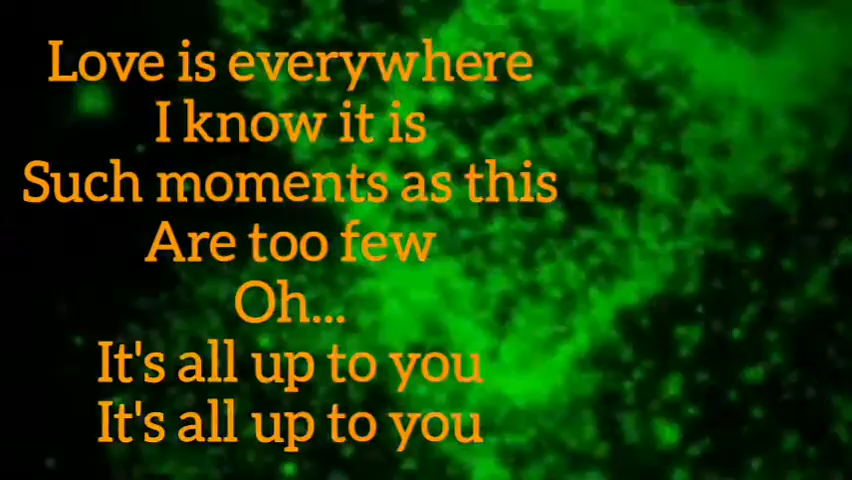 Love is everywhere
I know it is
Such moments as this
Are too few
Oh...
It's all up to you
It's all up to you